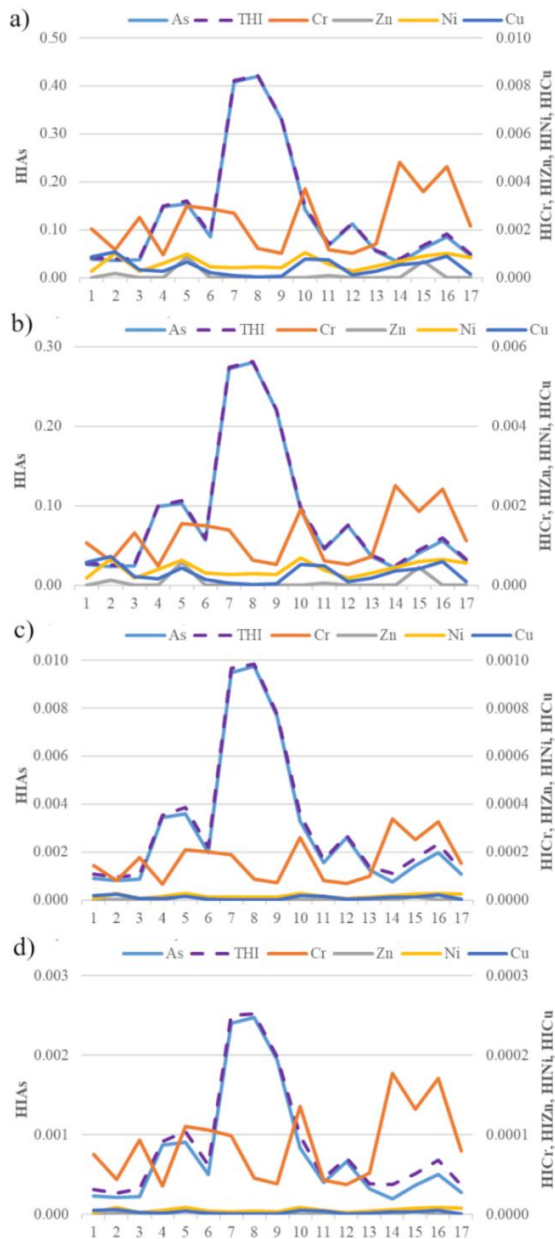 a)
As THI Cr Zn Ni Cu
0.50 0.010
0.40 0.008
0.30 0.006
0.20 0.004
0.10 0.002
0.00 0.000
HIAs
HICr, HIZn, HINi, HICu
1 2 3 4 5 6 7 8 9 10 11 12 13 14 15 16 17
b)
As THI Cr Zn Ni Cu
0.30 0.006
0.20 0.004
0.10 0.002
0.00 0.000
HIAs
HICr, HIZn, HINi, HICu
1 2 3 4 5 6 7 8 9 10 11 12 13 14 15 16 17
c)
As THI Cr Zn Ni Cu
0.010 0.0010
0.008 0.0008
0.006 0.0006
0.004 0.0004
0.002 0.0002
0.000 0.0000
HIAs
HICr, HIZn, HINi, HICu
1 2 3 4 5 6 7 8 9 10 11 12 13 14 15 16 17
d)
As THI Cr Zn Ni Cu
0.003 0.0003
0.002 0.0002
0.001 0.0001
0.000 0.0000
HIAs
HICr, HIZn, HINi, HICu
1 2 3 4 5 6 7 8 9 10 11 12 13 14 15 16 17